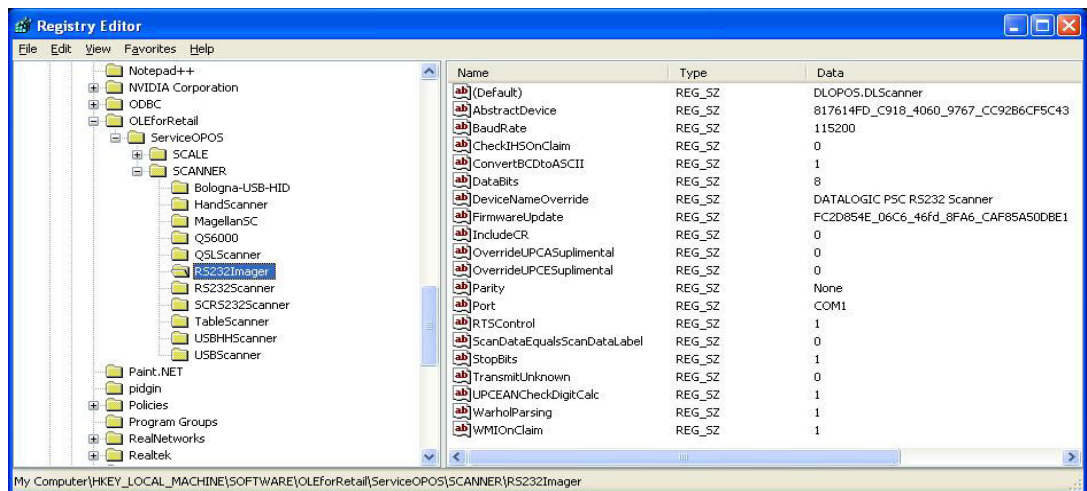 Registry Editor
File Edit View Favorites Help
Notepad++
NVIDIA Corporation
ODBC
OLEforRetail
ServiceOPOS
SCALE
SCANNER
Bologna-USB-HID
HandScanner
MagellanSC
QS6000
QSLScanner
RS232Imager
RS232Scanner
SCRS232Scanner
TableScanner
USBHHScanner
USBScanner
Paint.NET
pidgin
Policies
Program Groups
RealNetworks
Realtek
Name Type Data
(Default) REG_SZ DLOPOS.DLScanner
AbstractDevice REG_SZ 817614FD_C918_4060_9767_CC92B6CF5C43
BaudRate REG_SZ 115200
CheckIHSOnClaim REG_SZ 0
ConvertBCDtoASCII REG_SZ 1
DataBits REG_SZ 8
DeviceNameOverride REG_SZ DATALOGIC PSC RS232 Scanner
FirmwareUpdate REG_SZ FC2D854E_06C6_46fd_8FA6_CAF85A50DBE1
IncludeCR REG_SZ 0
OverrideUPCASuplimental REG_SZ 0
OverrideUPCESuplimental REG_SZ 0
Parity REG_SZ None
Port REG_SZ COM1
RTSControl REG_SZ 1
ScanDataEqualsScanDataLabel REG_SZ 0
StopBits REG_SZ 1
TransmitUnknown REG_SZ 0
UPCEANCheckDigitCalc REG_SZ 1
WarholParsing REG_SZ 1
WMIOnClaim REG_SZ 1
My Computer\HKEY_LOCAL_MACHINE\SOFTWARE\OLEforRetail\ServiceOPOS\SCANNER\RS232Imager